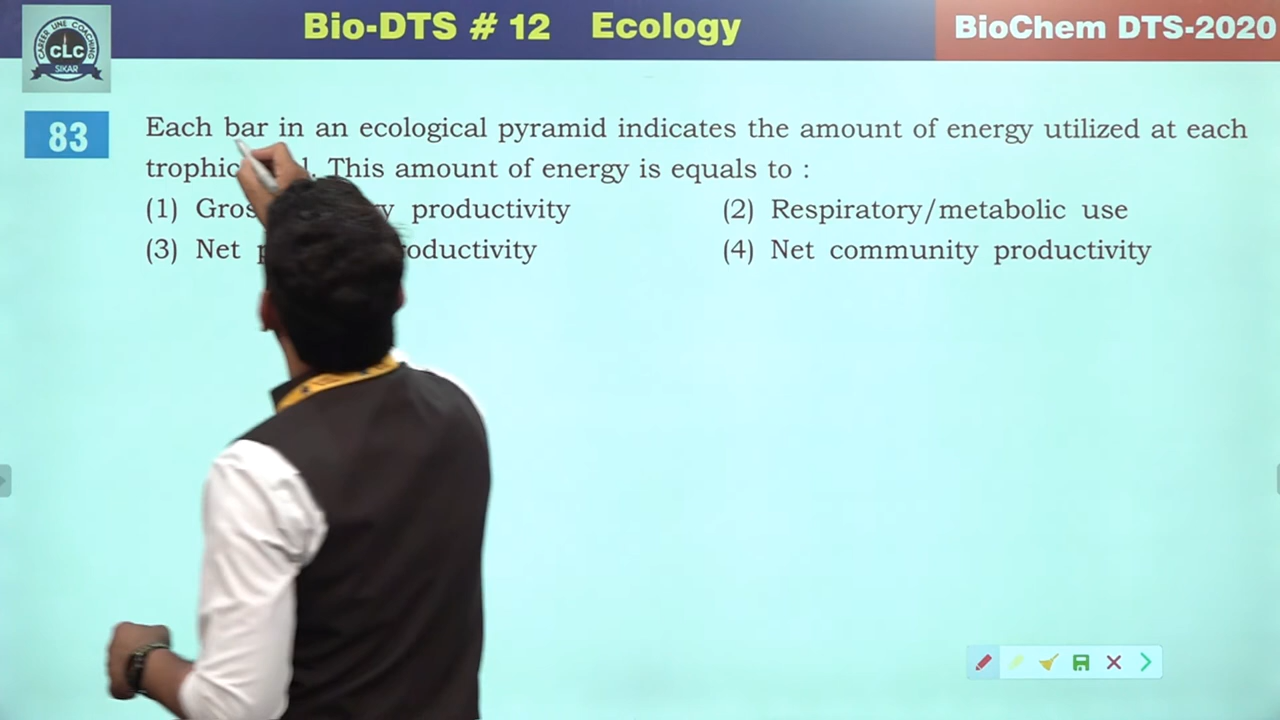 CAREER LINE COACHING
CLC
SIKAR
Bio-DTS # 12 Ecology
BioChem DTS-2020
83
Each bar in an ecological pyramid indicates the amount of energy utilized at each
trophic This amount of energy is equals to :
(1) productivity
(2) Respiratory/metabolic use
(3) Net
(4) Net community productivity